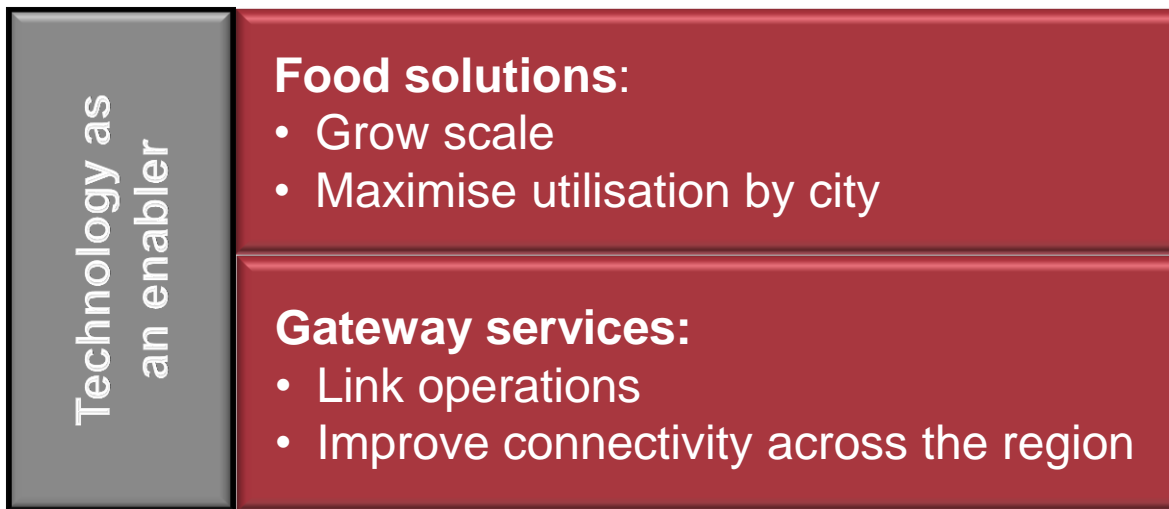 Technology as
an enabler
Food solutions:
• Grow scale
• Maximise utilisation by city
Gateway services:
• Link operations
• Improve connectivity across the region